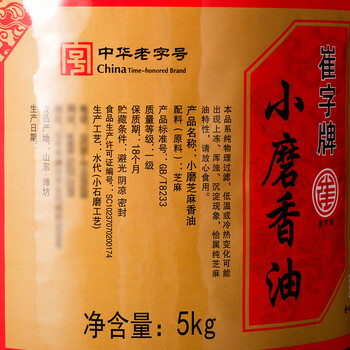 中华老字号
China Time-honored Brand
崔字牌
小磨香油
本品系纯物理过滤，低温或冷热变化可能
出现上冻、浑浊、沉淀现象，恰属纯芝麻
油特性，请放心食用。
产品名称：小磨芝麻香油
配料（原料）：芝麻
产品标准号：GB/T8233
质量等级：一级
保质期：18个月
贮藏条件：避光 阴凉 密封
食品生产许可证编号：SC10237070200174
生产工艺：水代（小石磨工艺）
食品产地：山东 潍坊
生产日期：
净含量：5kg